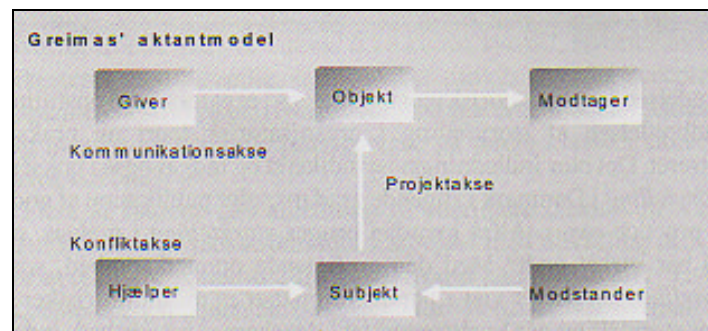 Greimas' aktantmodel
Giver Objekt Modtager
Kommunikationsakse
Projektakse
Konfliktakse
Hjælper Subjekt Modstander